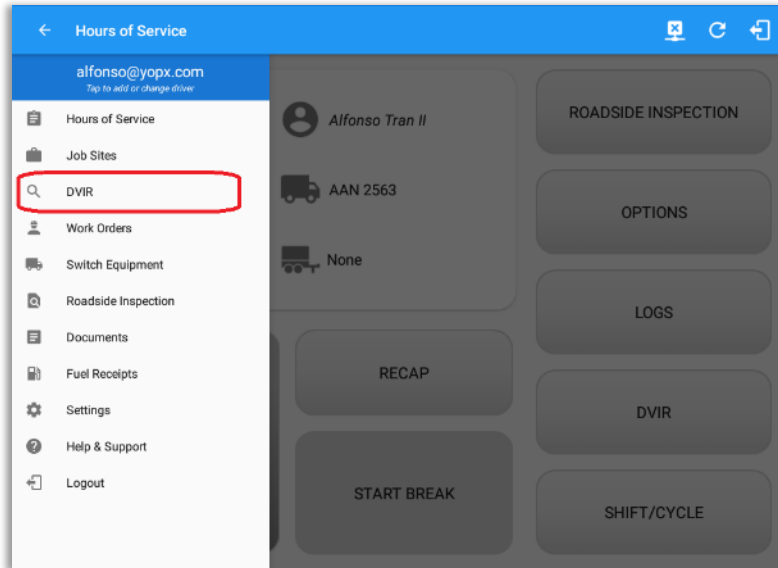 Hours of Service
alfonso@yopx.com
Tap to add or change driver
Hours of Service
Job Sites
DVIR
Work Orders
Switch Equipment
Roadside Inspection
Documents
Fuel Receipts
Settings
Help & Support
Logout
Alfonso Tran II
AAN 2563
None
RECAP
START BREAK
ROADSIDE INSPECTION
OPTIONS
LOGS
DVIR
SHIFT/CYCLE